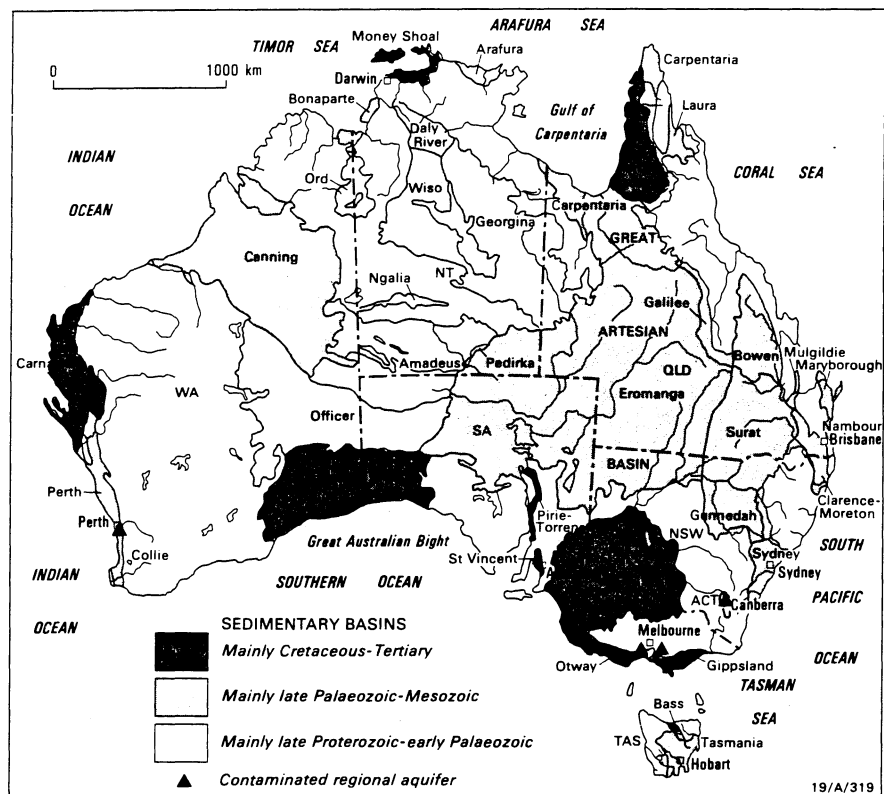 ARAFURA SEA
TIMOR SEA
Money Shoal
Arafura
0 1000 km
Darwin
Carpentaria
Bonaparte
Gulf of
Carpentaria
Laura
Daly
River
INDIAN
OCEAN
CORAL SEA
Ord
Wiso
Carpentaria
Georgina
GREAT
Canning
NT
Ngalia
Galilee
ARTESIAN
Amadeus
Pedirka
Bowen
Mulgildie
Maryborough
QLD
Carna
WA
Eromanga
Officer
SA
Surat
Nambour
Brisbane
BASIN
Perth
Pirie-
Torrens
Clarence-
Moreton
Gunnedah
NSW
Perth
Great Australian Bight
Collie
St Vincent
Sydney
Sydney
SOUTH
INDIAN
OCEAN
SOUTHERN OCEAN
ACT
Canberra
PACIFIC
OCEAN
SEDIMENTARY BASINS
Mainly Cretaceous-Tertiary
Melbourne
Otway
Gippsland
TASMAN
SEA
Mainly late Palaeozoic-Mesozoic
Bass
Mainly late Proterozoic-early Palaeozoic
TAS
Tasmania
Hobart
Contaminated regional aquifer
19/A/319